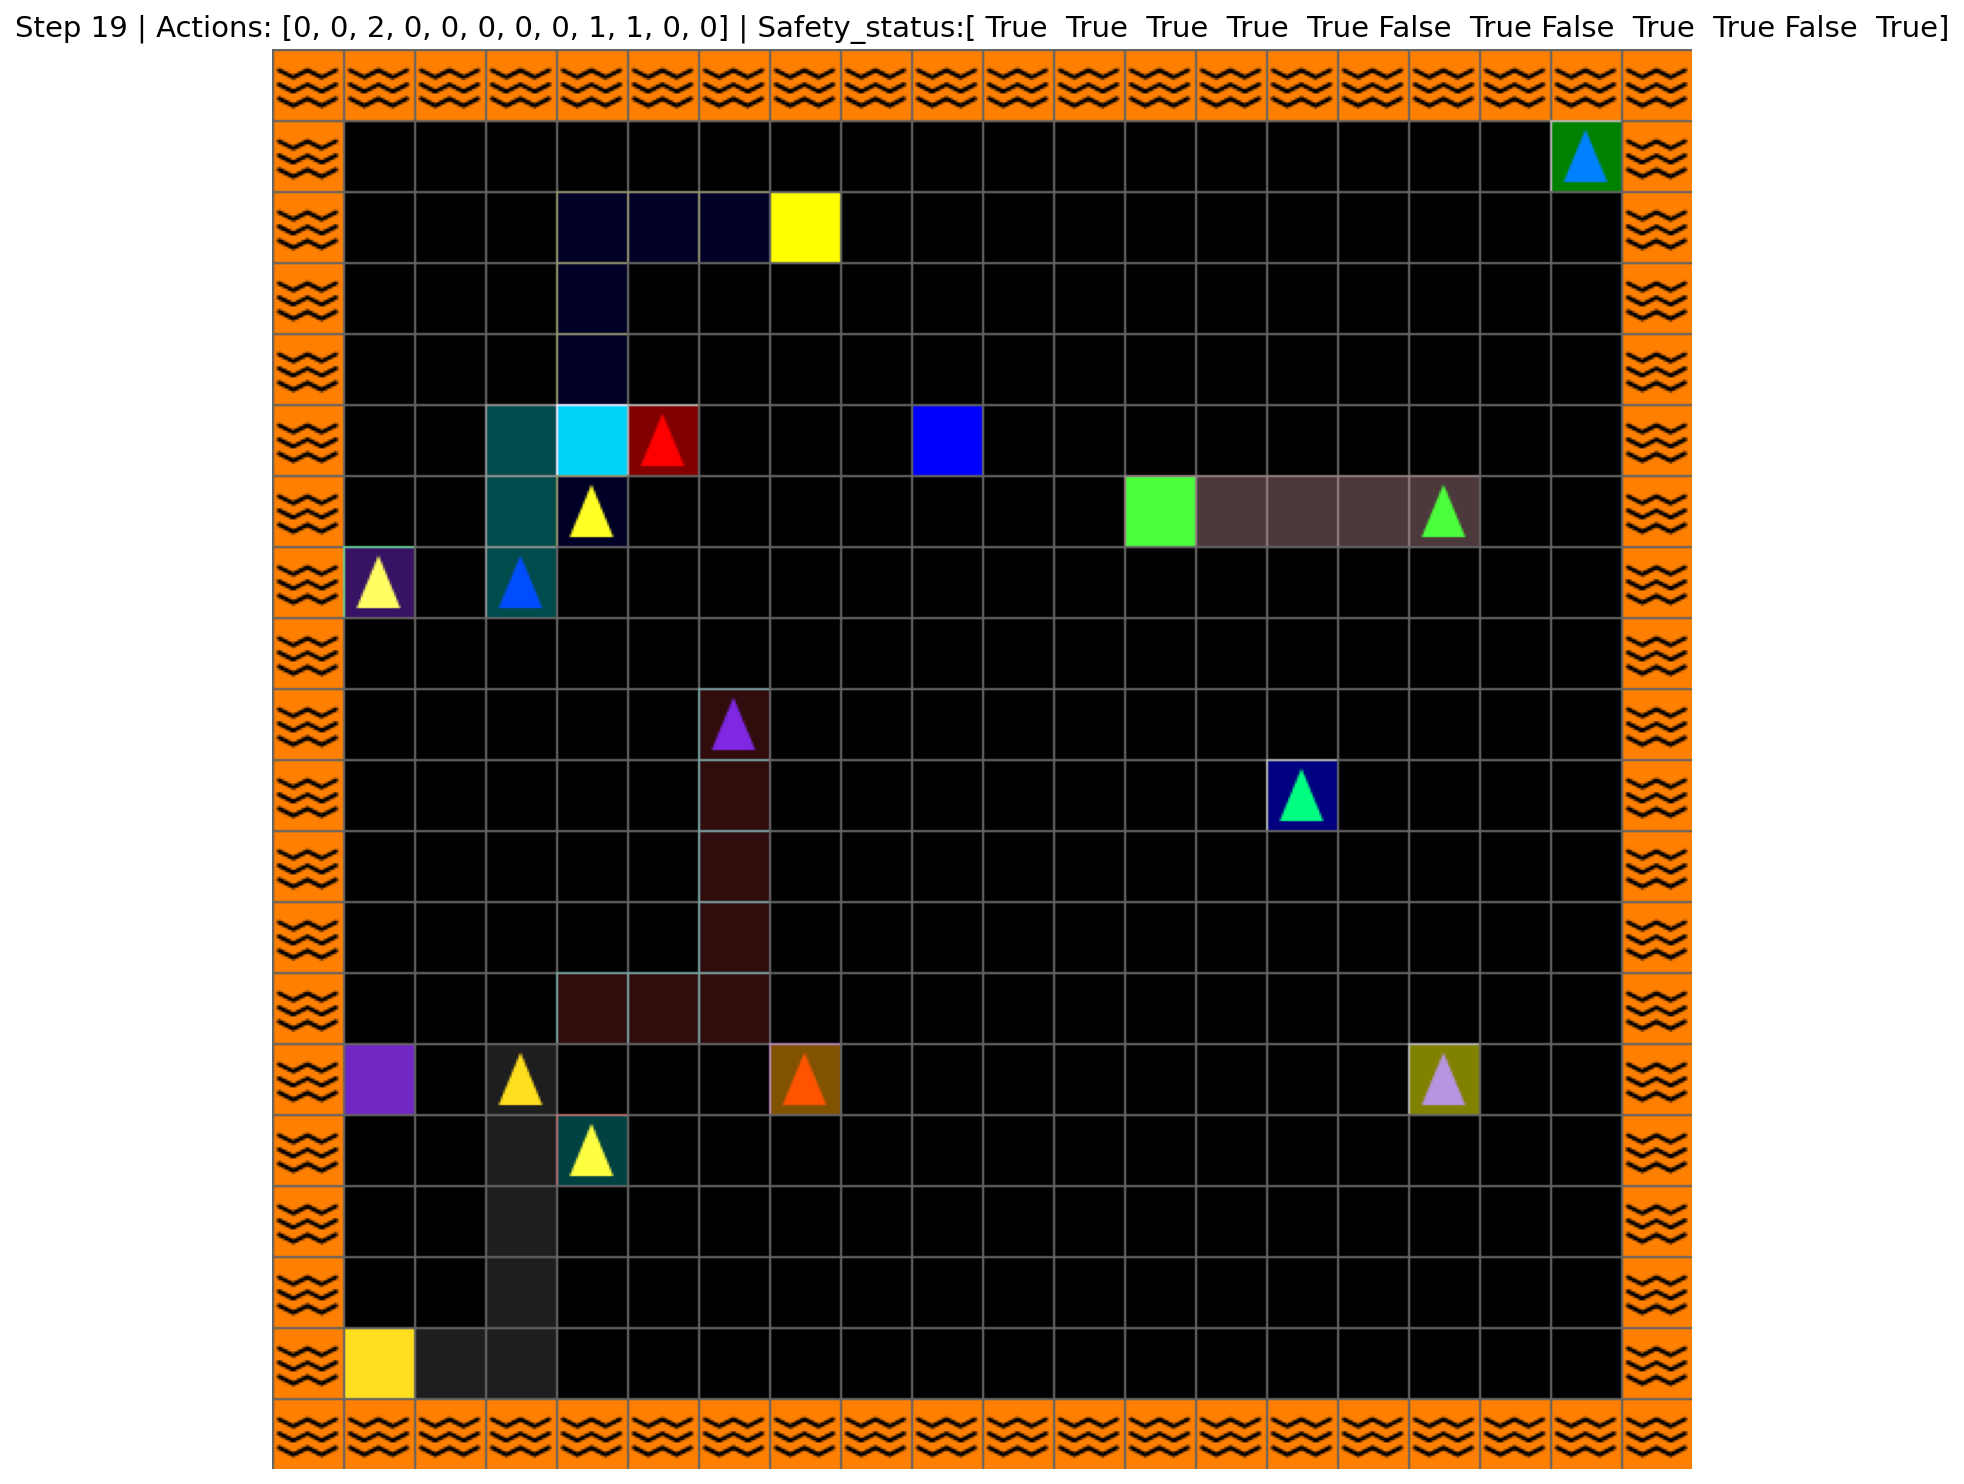 Step 19 | Actions: [0, 0, 2, 0, 0, 0, 0, 0, 1, 1, 0, 0] | Safety_status:[ True  True  True  True  True False  True False  True  True False  True]